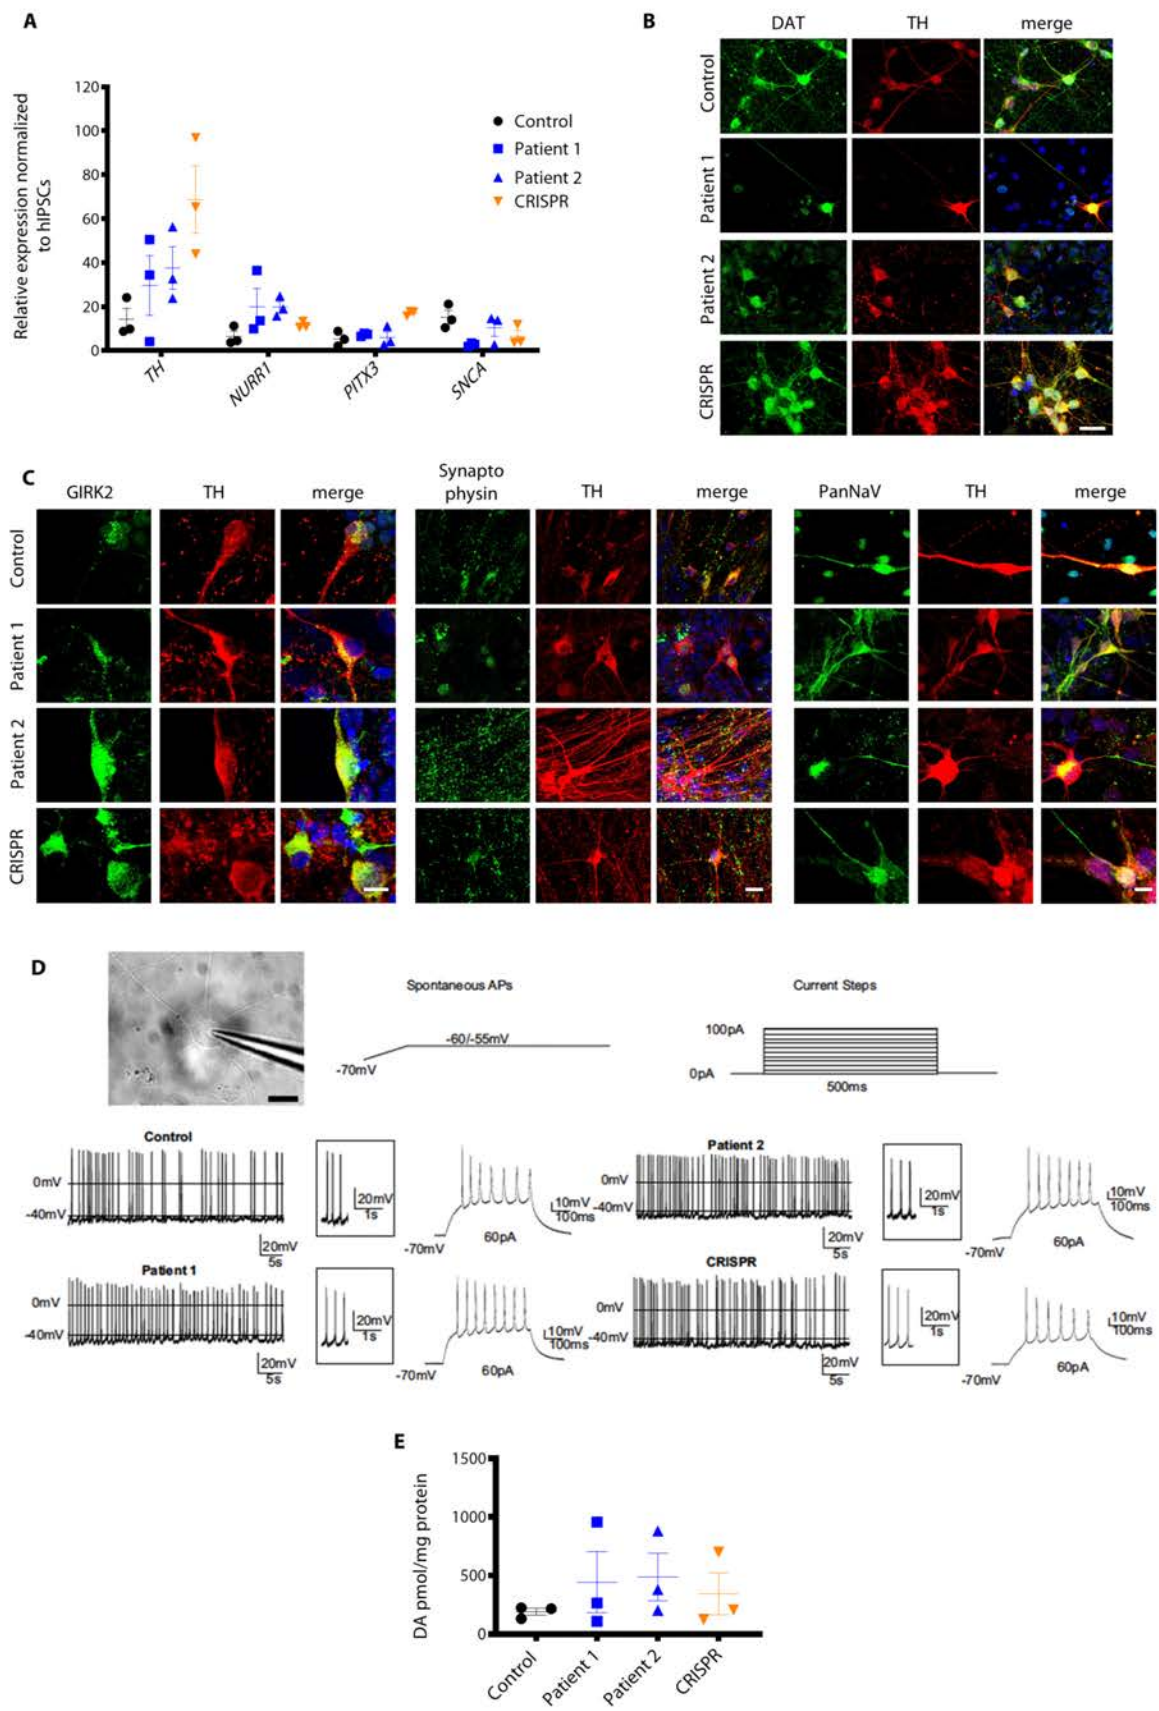 A
Relative expression normalized
to hIPSCs
120
100
80
60
40
20
0
Control
Patient 1
Patient 2
CRISPR
TH
NURR1
PITX3
SNCA
B
DAT
TH
merge
Control
Patient 1
Patient 2
CRISPR
C
GIRK2
TH
merge
Synapto
physin
TH
merge
PanNaV
TH
merge
Control
Patient 1
Patient 2
CRISPR
D
Spontaneous APs
-60/-55mV
-70mV
Current Steps
100pA
0pA
500ms
Control
0mV
-40mV
20mV
5s
20mV
1s
-70mV
60pA
10mV
100ms
Patient 2
0mV
-40mV
20mV
5s
20mV
1s
-70mV
60pA
10mV
100ms
Patient 1
0mV
-40mV
20mV
5s
20mV
1s
-70mV
60pA
10mV
100ms
CRISPR
0mV
-40mV
20mV
5s
20mV
1s
-70mV
60pA
10mV
100ms
E
DA pmol/mg protein
1500
1000
500
0
Control
Patient 1
Patient 2
CRISPR